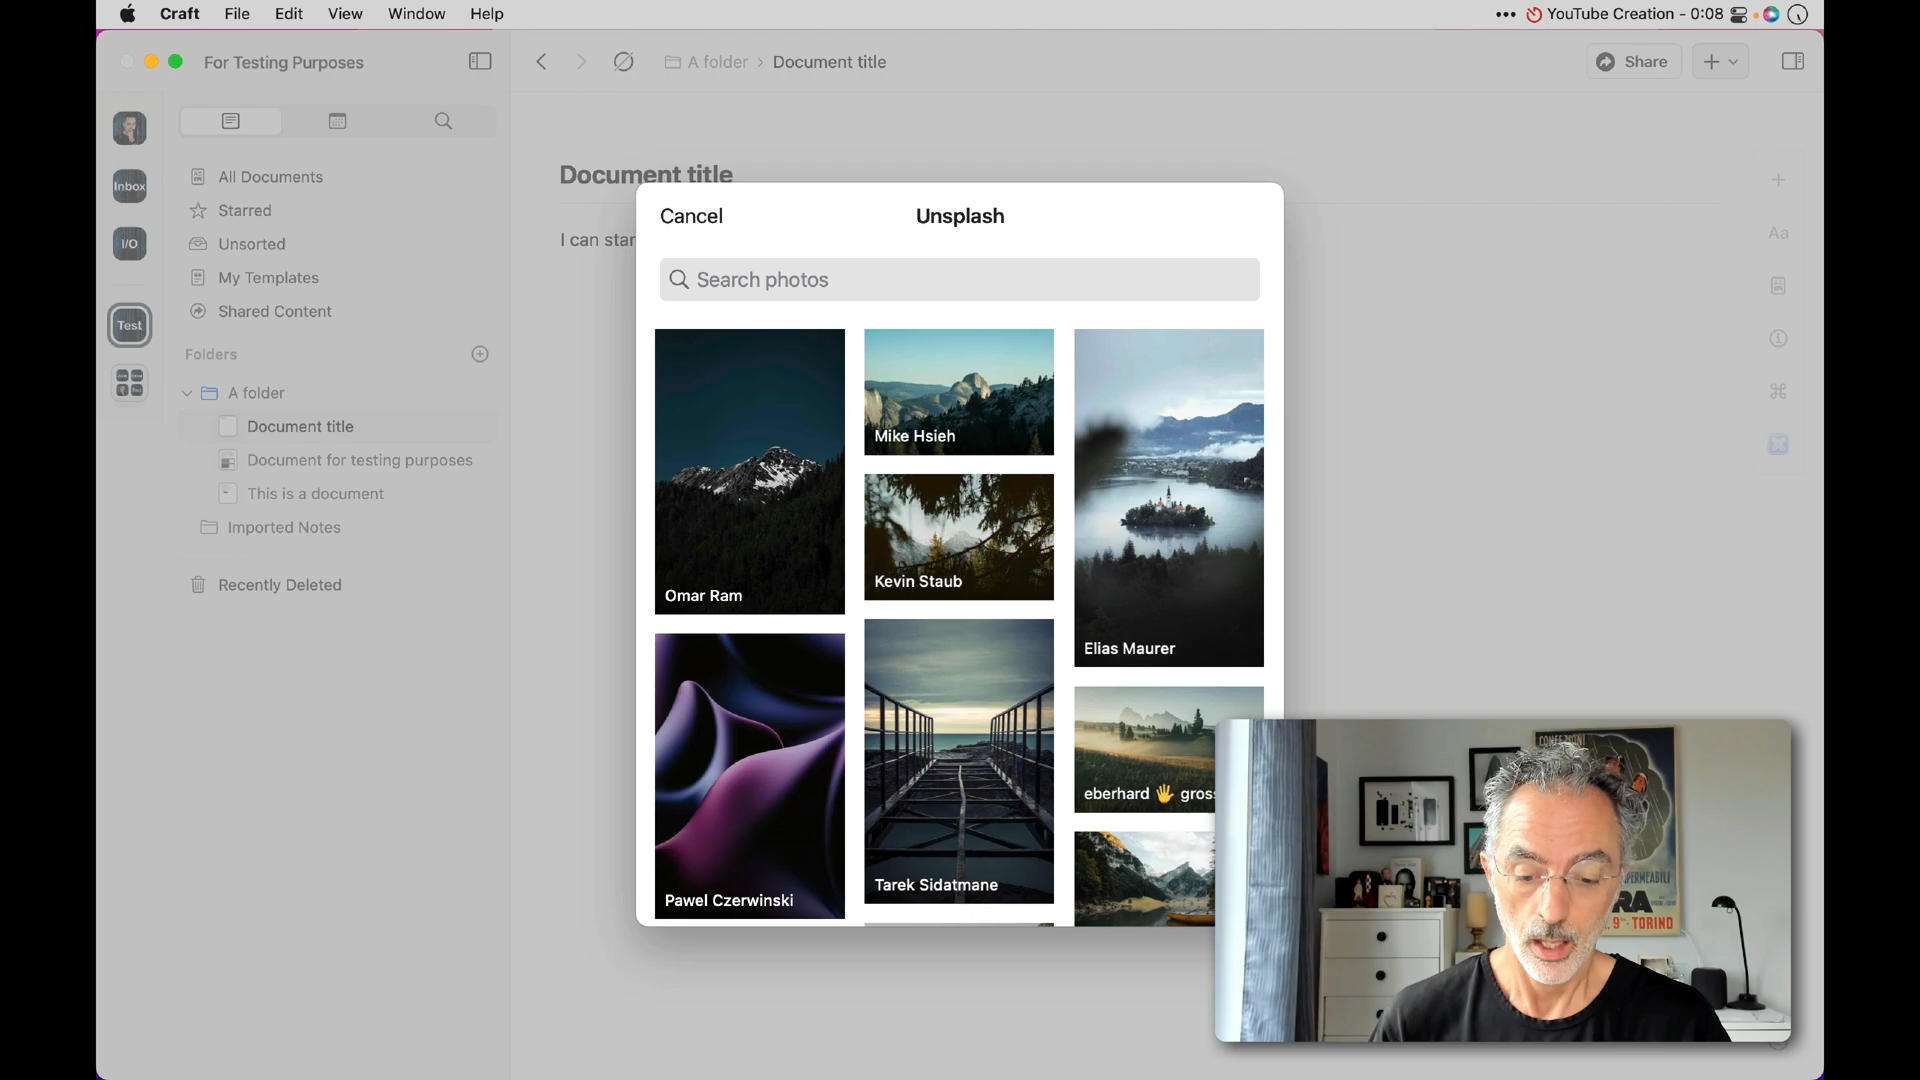 Craft File Edit View Window Help
YouTube Creation - 0:08
For Testing Purposes
A folder > Document title
Share
Inbox
I/O
Test
All Documents
Starred
Unsorted
My Templates
Shared Content
Folders
A folder
Document title
Document for testing purposes
This is a document
Imported Notes
Recently Deleted
Document title
I can star
Aa
Cancel
Unsplash
Search photos
Omar Ram
Mike Hsieh
Kevin Staub
Elias Maurer
Pawel Czerwinski
Tarek Sidatmane
eberhard 🖐 gros
CONFEZIONI
MPERMEABILI
RA
TORINO